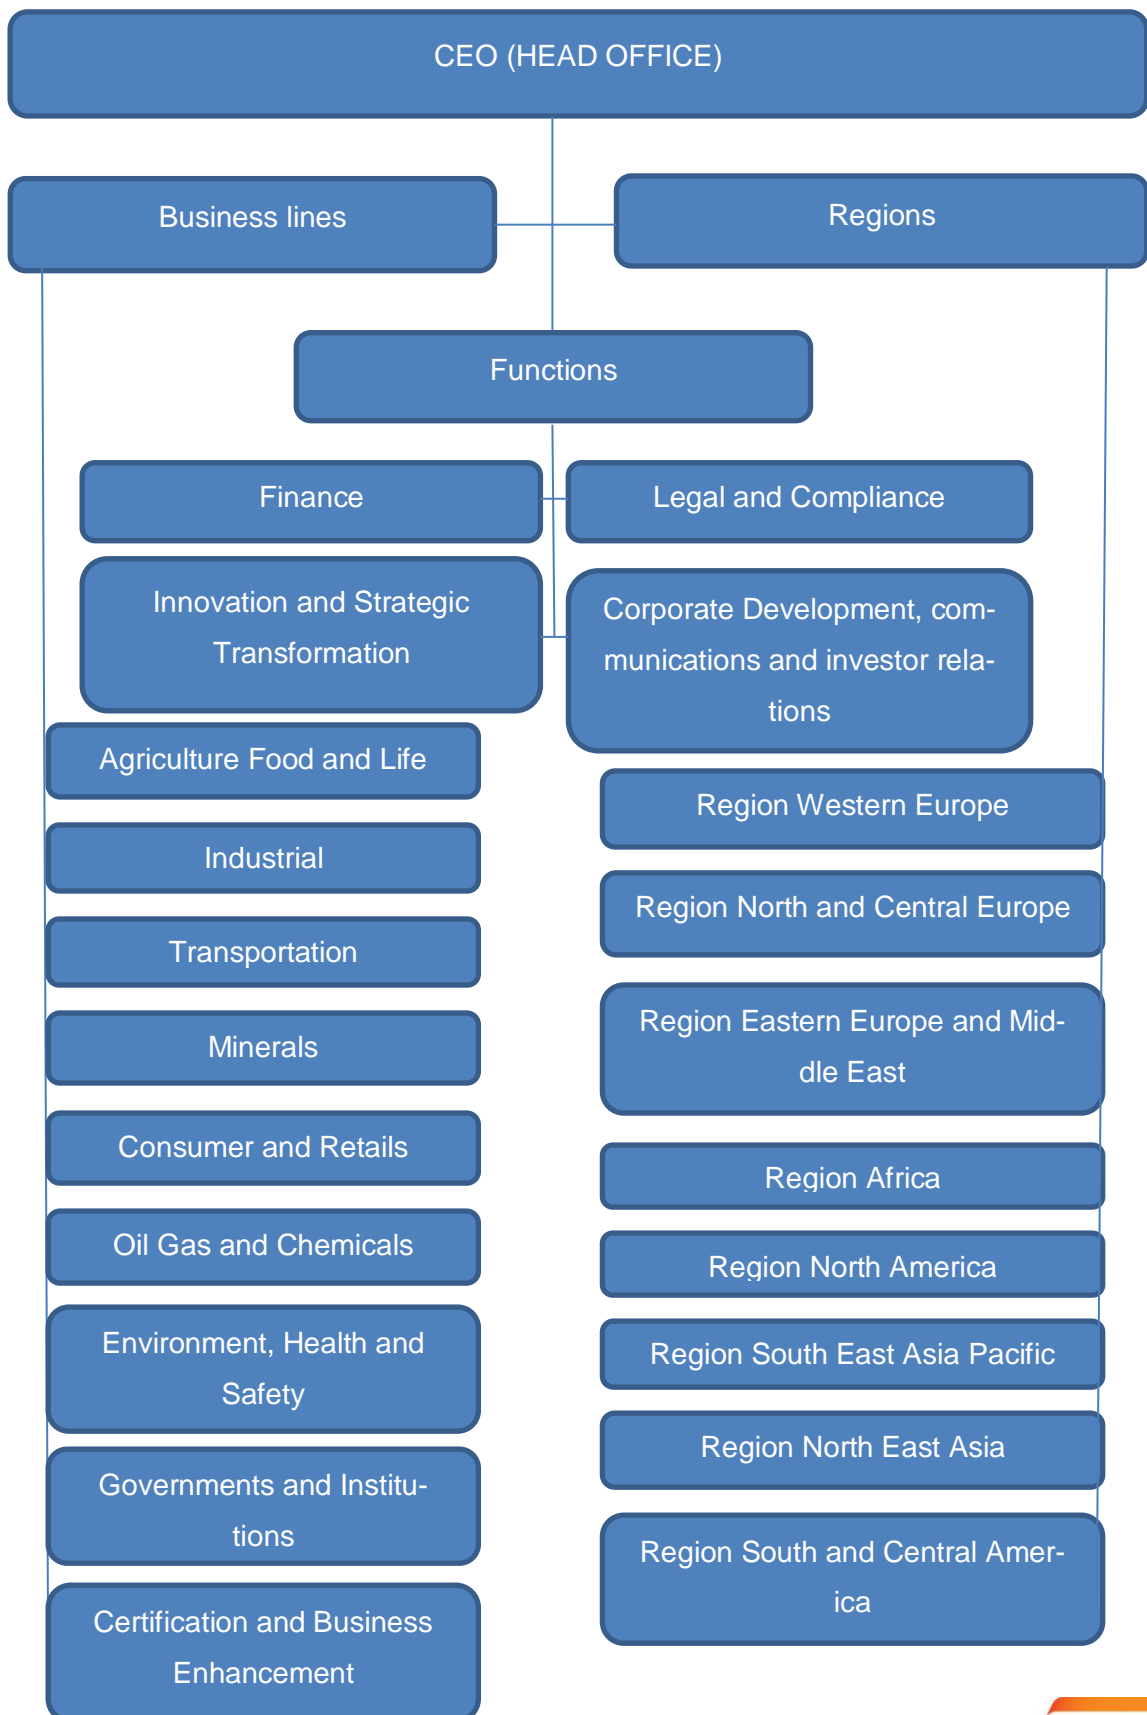 CEO (HEAD OFFICE)
Business lines
Regions
Functions
Finance
Legal and Compliance
Innovation and Strategic
Transformation
Corporate Development, com-
munications and investor rela-
tions
Agriculture Food and Life
Industrial
Transportation
Minerals
Consumer and Retails
Oil Gas and Chemicals
Environment, Health and
Safety
Governments and Institu-
tions
Certification and Business
Enhancement
Region Western Europe
Region North and Central Europe
Region Eastern Europe and Mid-
dle East
Region Africa
Region North America
Region South East Asia Pacific
Region North East Asia
Region South and Central Amer-
ica